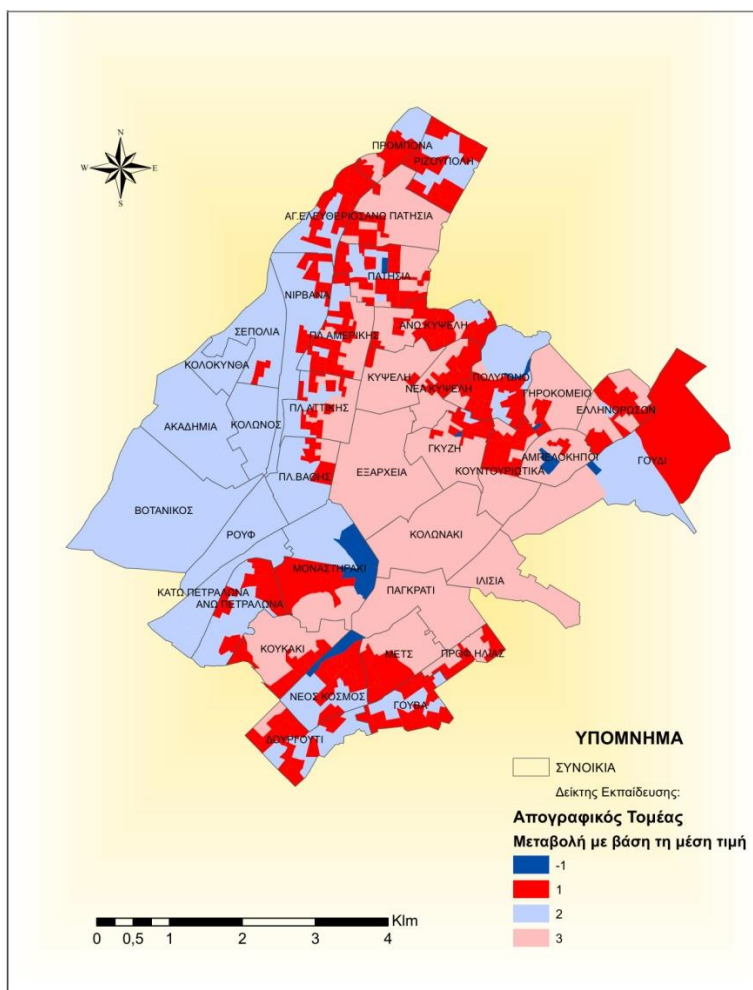 N
W E
S
ΠΡΟΜΠΟΝΑ
ΡΙΖΟΥΠΟΛΗ
ΑΓ.ΕΛΕΥΘΕΡΙΟΣ
ΑΝΩ ΠΑΤΗΣΙΑ
ΠΑΤΗΣΙΑ
ΝΙΡΒΑΝΑ
ΣΕΠΟΛΙΑ
ΠΛ.ΑΜΕΡΙΚΗΣ
ΑΝΩ ΚΥΨΕΛΗ
ΚΟΛΟΚΥΝΘΑ
ΚΥΨΕΛΗ
ΝΕΑ ΚΥΨΕΛΗ
ΠΟΛΥΓΩΝΟ
ΓΗΡΟΚΟΜΕΙΟ
ΕΛΛΗΝΟΡΩΣΩΝ
ΠΛ.ΑΤΤΙΚΗΣ
ΑΚΑΔΗΜΙΑ
ΚΟΛΩΝΟΣ
ΓΚΥΖΗ
ΑΜΠΕΛΟΚΗΠΟΙ
ΓΟΥΔΙ
ΠΛ.ΒΑΘΗΣ
ΕΞΑΡΧΕΙΑ
ΚΟΥΝΤΟΥΡΙΩΤΙΚΑ
ΒΟΤΑΝΙΚΟΣ
ΡΟΥΦ
ΚΟΛΩΝΑΚΙ
ΜΟΝΑΣΤΗΡΑΚΙ
ΙΛΙΣΙΑ
ΚΑΤΩ ΠΕΤΡΑΛΩΝΑ
ΑΝΩ ΠΕΤΡΑΛΩΝΑ
ΠΑΓΚΡΑΤΙ
ΚΟΥΚΑΚΙ
ΜΕΤΣ
ΠΡΟΦ.ΗΛΙΑΣ
ΝΕΟΣ ΚΟΣΜΟΣ
ΓΟΥΒΑ
ΔΟΥΡΓΟΥΤΙ
ΥΠΟΜΝΗΜΑ
ΣΥΝΟΙΚΙΑ
Δείκτης Εκπαίδευσης:
Απογραφικός Τομέας
Μεταβολή με βάση τη μέση τιμή
-1
1
2
3
Klm
0 0,5 1 2 3 4